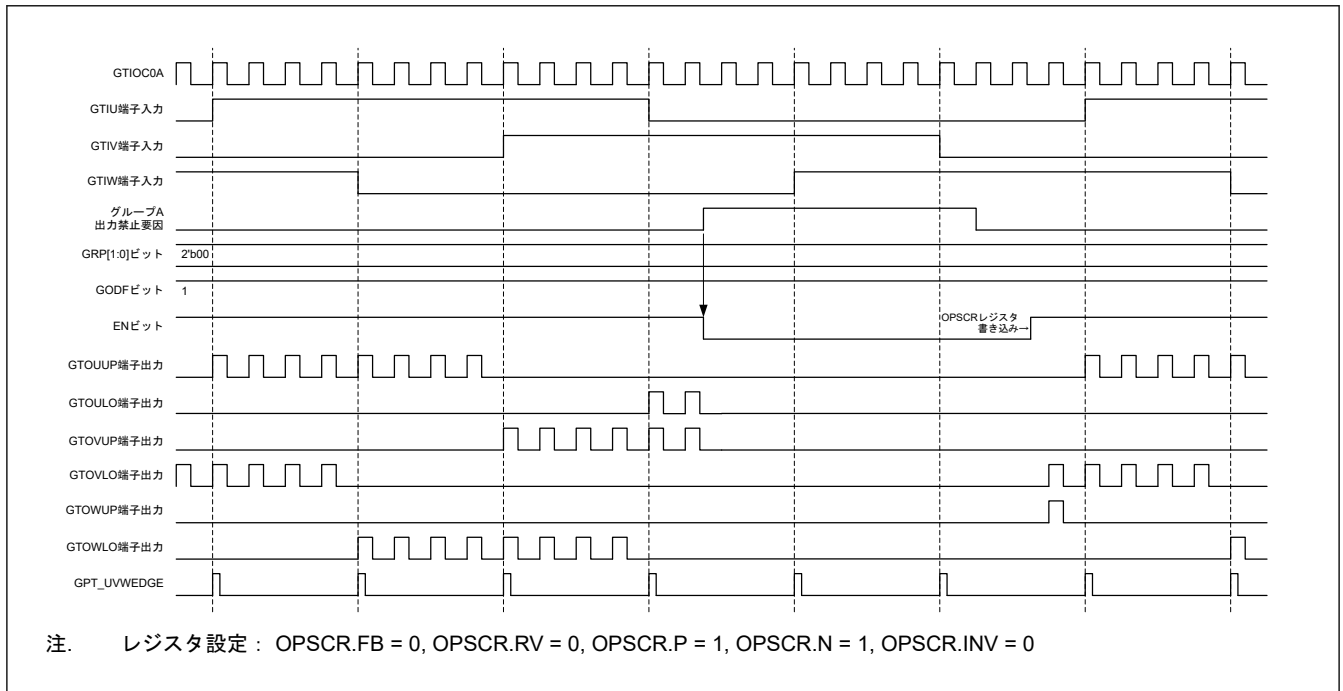 GTIOC0A
GTIU端子入力
GTIV端子入力
GTIW端子入力
グループA
出力禁止要因
GRP[1:0]ビット 2'b00
GODFビット 1
ENビット
OPSCRレジスタ
書き込み→
GTOUUP端子出力
GTOULO端子出力
GTOVUP端子出力
GTOVLO端子出力
GTOWUP端子出力
GTOWLO端子出力
GPT_UVWEDGE
注. レジスタ設定 : OPSCR.FB = 0, OPSCR.RV = 0, OPSCR.P = 1, OPSCR.N = 1, OPSCR.INV = 0